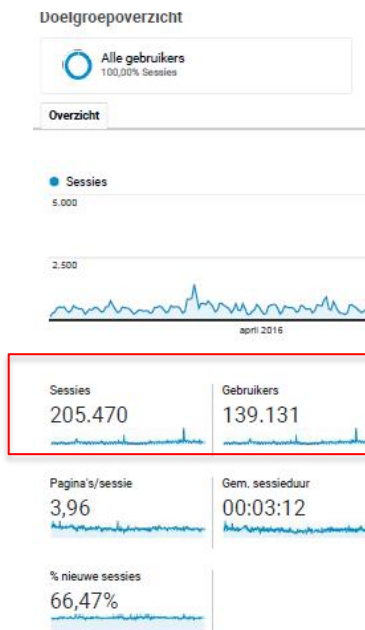 Doelgroepoverzicht
Alle gebruikers
100,00% Sessies
Overzicht
Sessies
5.000
2.500
april 2016
Sessies
Gebruikers
205.470
139.131
Pagina's/sessie
Gem. sessieduur
3,96
00:03:12
% nieuwe sessies
66,47%